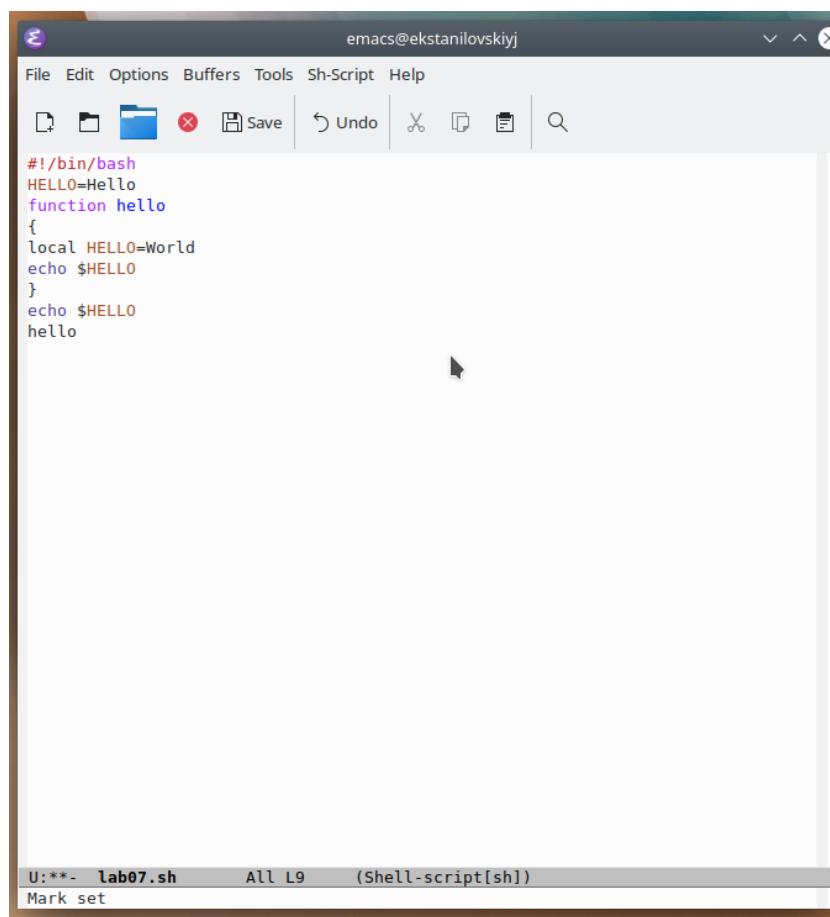 emacs@ekstanilovskiyj
File Edit Options Buffers Tools Sh-Script Help
Save Undo
#!/bin/bash
HELLO=Hello
function hello
{
local HELLO=World
echo $HELLO
}
echo $HELLO
hello
U:**- lab07.sh All L9 (Shell-script[sh])
Mark set